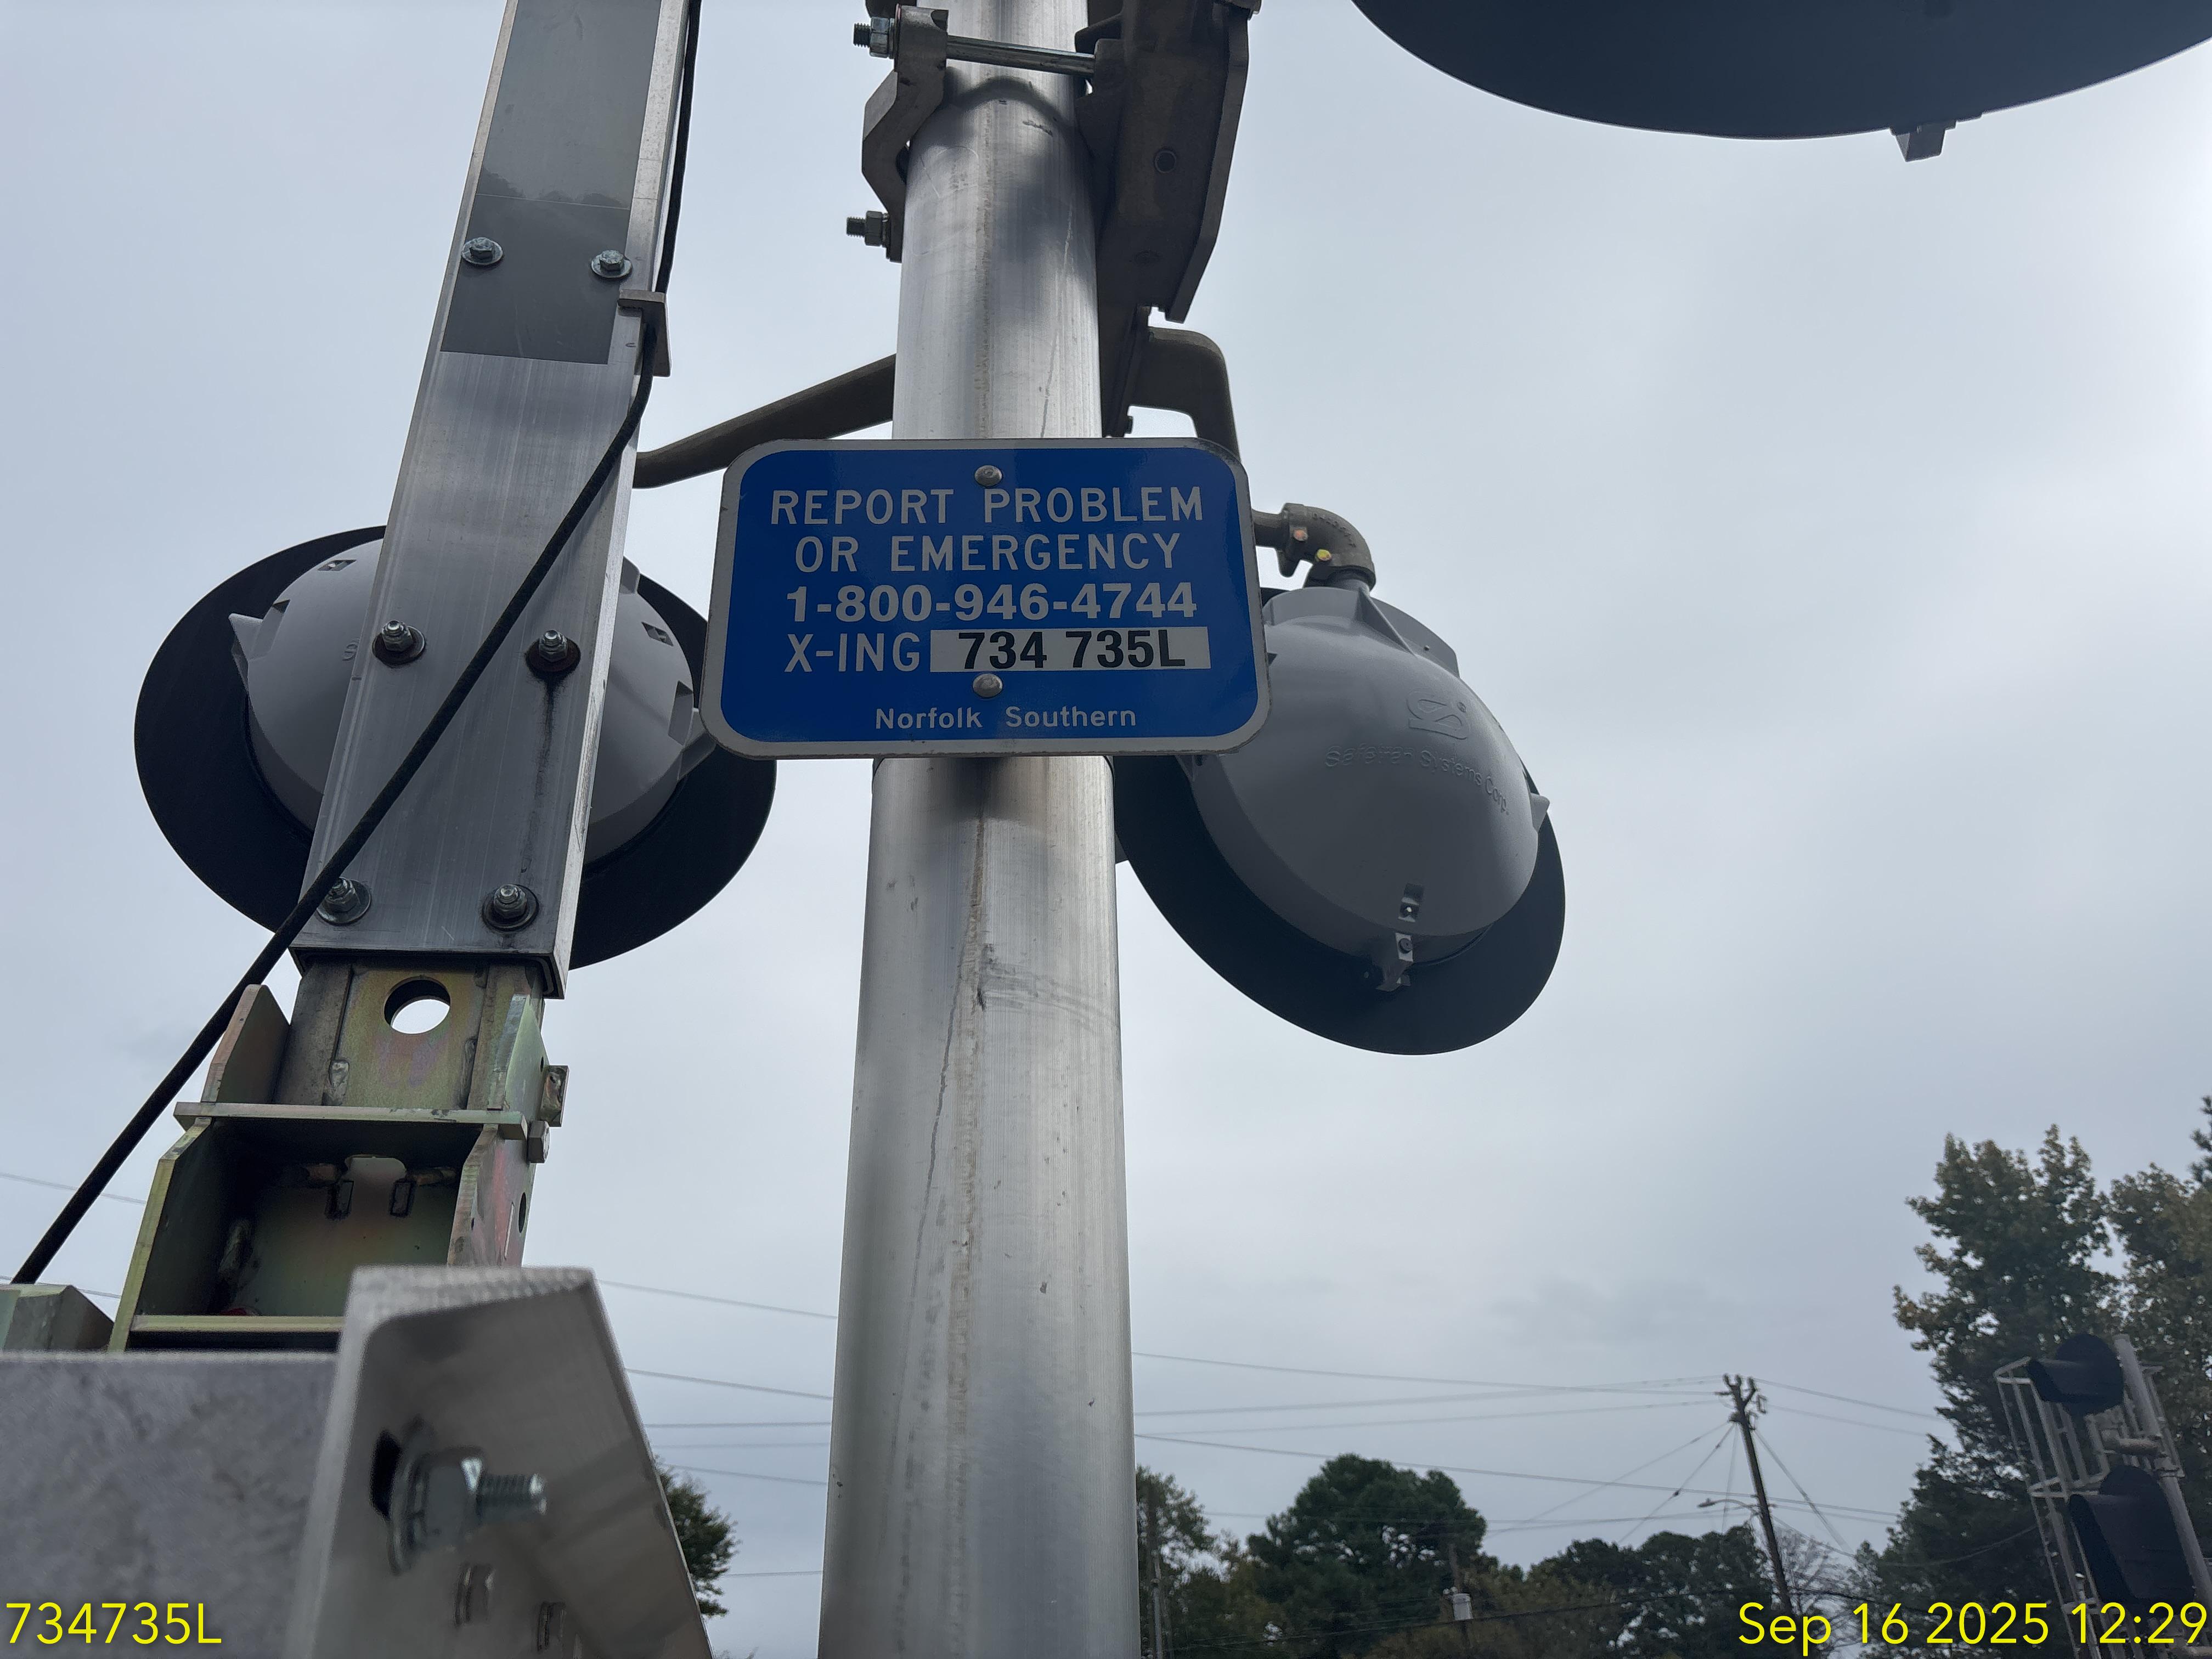 REPORT PROBLEM
OR EMERGENCY
1-800-946-4744
X-ING 734 735L
Norfolk Southern
Safetran Systems Corp.
734735L
Sep 16 2025 12:29